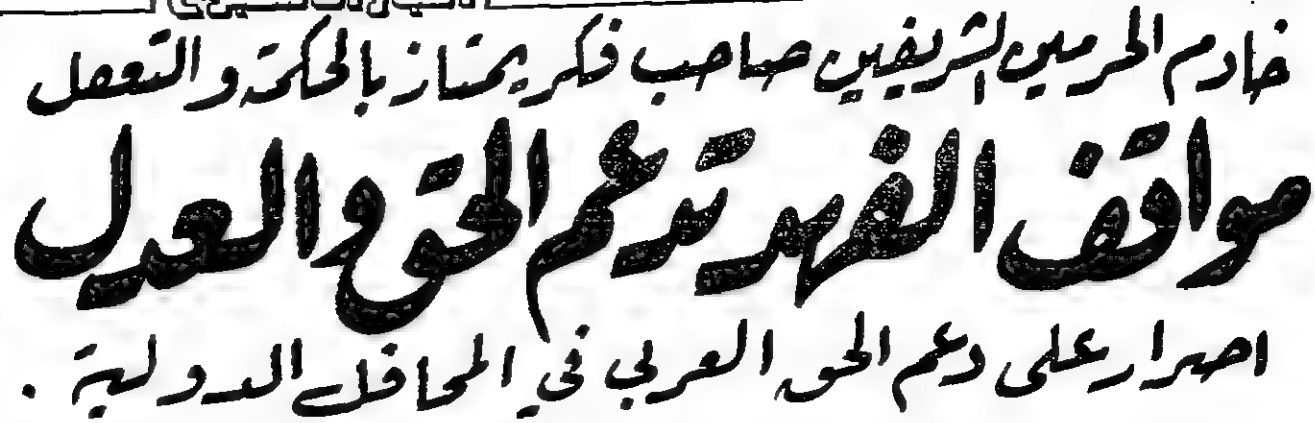 خادم الحرمين الشريفين صاحب فكر يمتاز بالحكمة والتعقل
مواقف الفهد تدعم الحق والعدل
اصرار على دعم الحق العربي في المحافل الدولية .